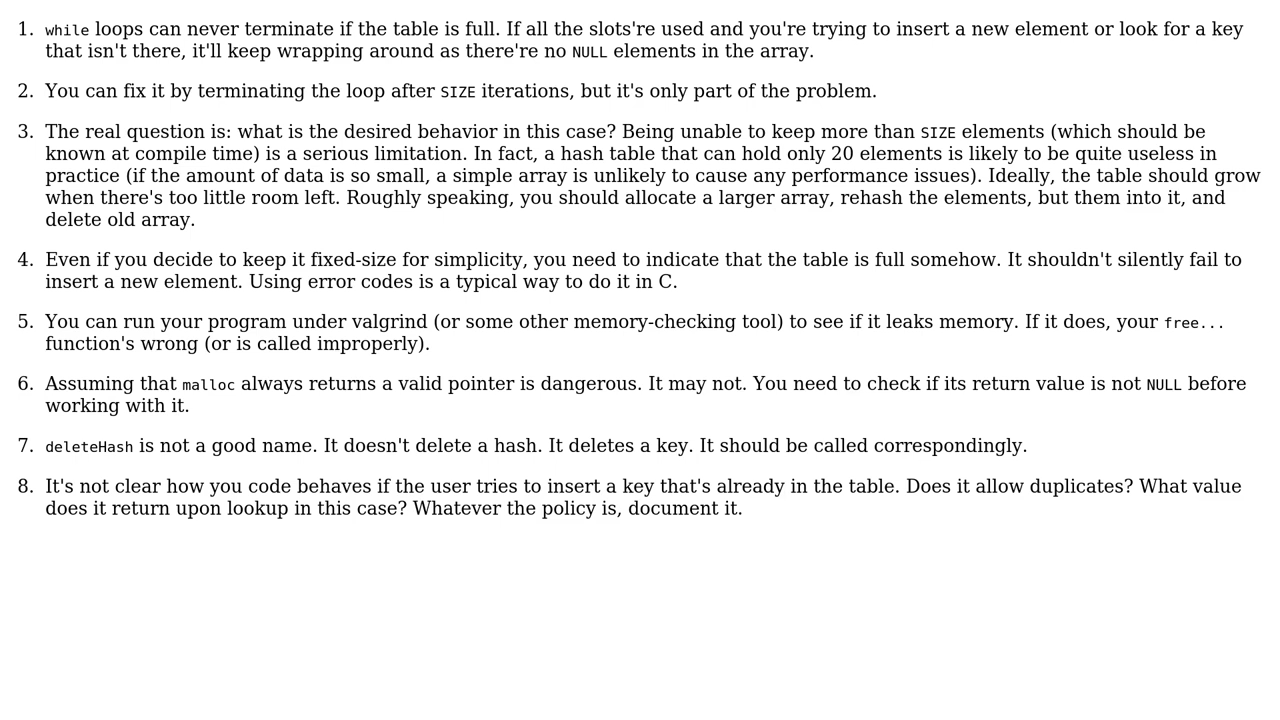 1. while loops can never terminate if the table is full. If all the slots're used and you're trying to insert a new element or look for a key
that isn't there, it'll keep wrapping around as there're no NULL elements in the array.
2. You can fix it by terminating the loop after SIZE iterations, but it's only part of the problem.
3. The real question is: what is the desired behavior in this case? Being unable to keep more than SIZE elements (which should be
known at compile time) is a serious limitation. In fact, a hash table that can hold only 20 elements is likely to be quite useless in
practice (if the amount of data is so small, a simple array is unlikely to cause any performance issues). Ideally, the table should grow
when there's too little room left. Roughly speaking, you should allocate a larger array, rehash the elements, but them into it, and
delete old array.
4. Even if you decide to keep it fixed-size for simplicity, you need to indicate that the table is full somehow. It shouldn't silently fail to
insert a new element. Using error codes is a typical way to do it in C.
5. You can run your program under valgrind (or some other memory-checking tool) to see if it leaks memory. If it does, your free...
function's wrong (or is called improperly).
6. Assuming that malloc always returns a valid pointer is dangerous. It may not. You need to check if its return value is not NULL before
working with it.
7. deleteHash is not a good name. It doesn't delete a hash. It deletes a key. It should be called correspondingly.
8. It's not clear how you code behaves if the user tries to insert a key that's already in the table. Does it allow duplicates? What value
does it return upon lookup in this case? Whatever the policy is, document it.